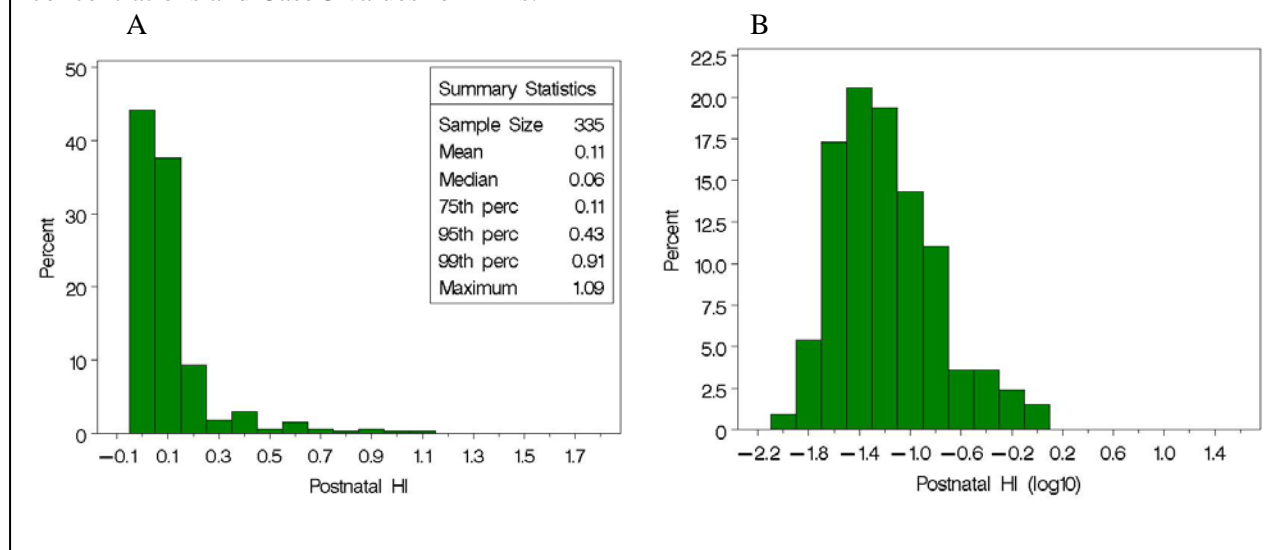 A
B
50
40
30
20
10
0
Percent
−0.1 0.1 0.3 0.5 0.7 0.9 1.1 1.3 1.5 1.7
Postnatal HI
Summary Statistics
Sample Size 335
Mean 0.11
Median 0.06
75th perc 0.11
95th perc 0.43
99th perc 0.91
Maximum 1.09
22.5
20.0
17.5
15.0
12.5
10.0
7.5
5.0
2.5
0
Percent
−2.2 −1.8 −1.4 −1.0 −0.6 −0.2 0.2 0.6 1.0 1.4
Postnatal HI (log10)